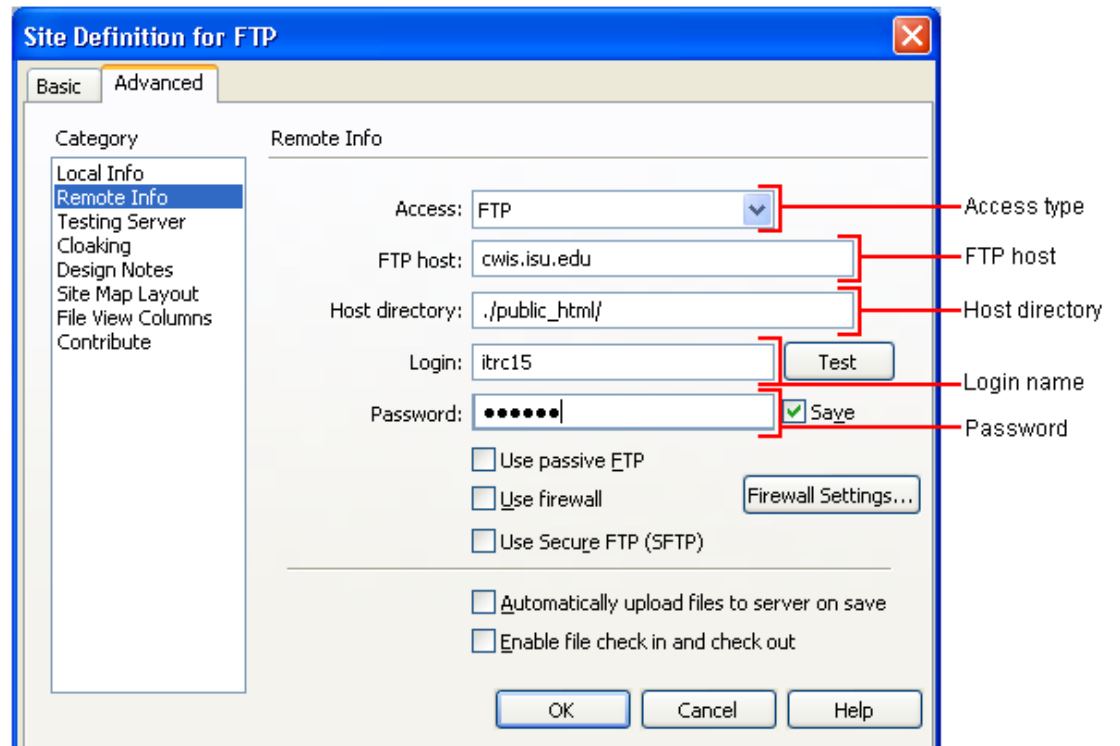 Site Definition for FTP
Basic
Advanced
Category
Local Info
Remote Info
Testing Server
Cloaking
Design Notes
Site Map Layout
File View Columns
Contribute
Remote Info
Access: FTP
Access type
FTP host: cwis.isu.edu
FTP host
Host directory: ./public_html/
Host directory
Login: itrc15
Test
Login name
Password: ●●●●●●
Save
Password
Use passive FTP
Use firewall
Firewall Settings...
Use Secure FTP (SFTP)
Automatically upload files to server on save
Enable file check in and check out
OK
Cancel
Help